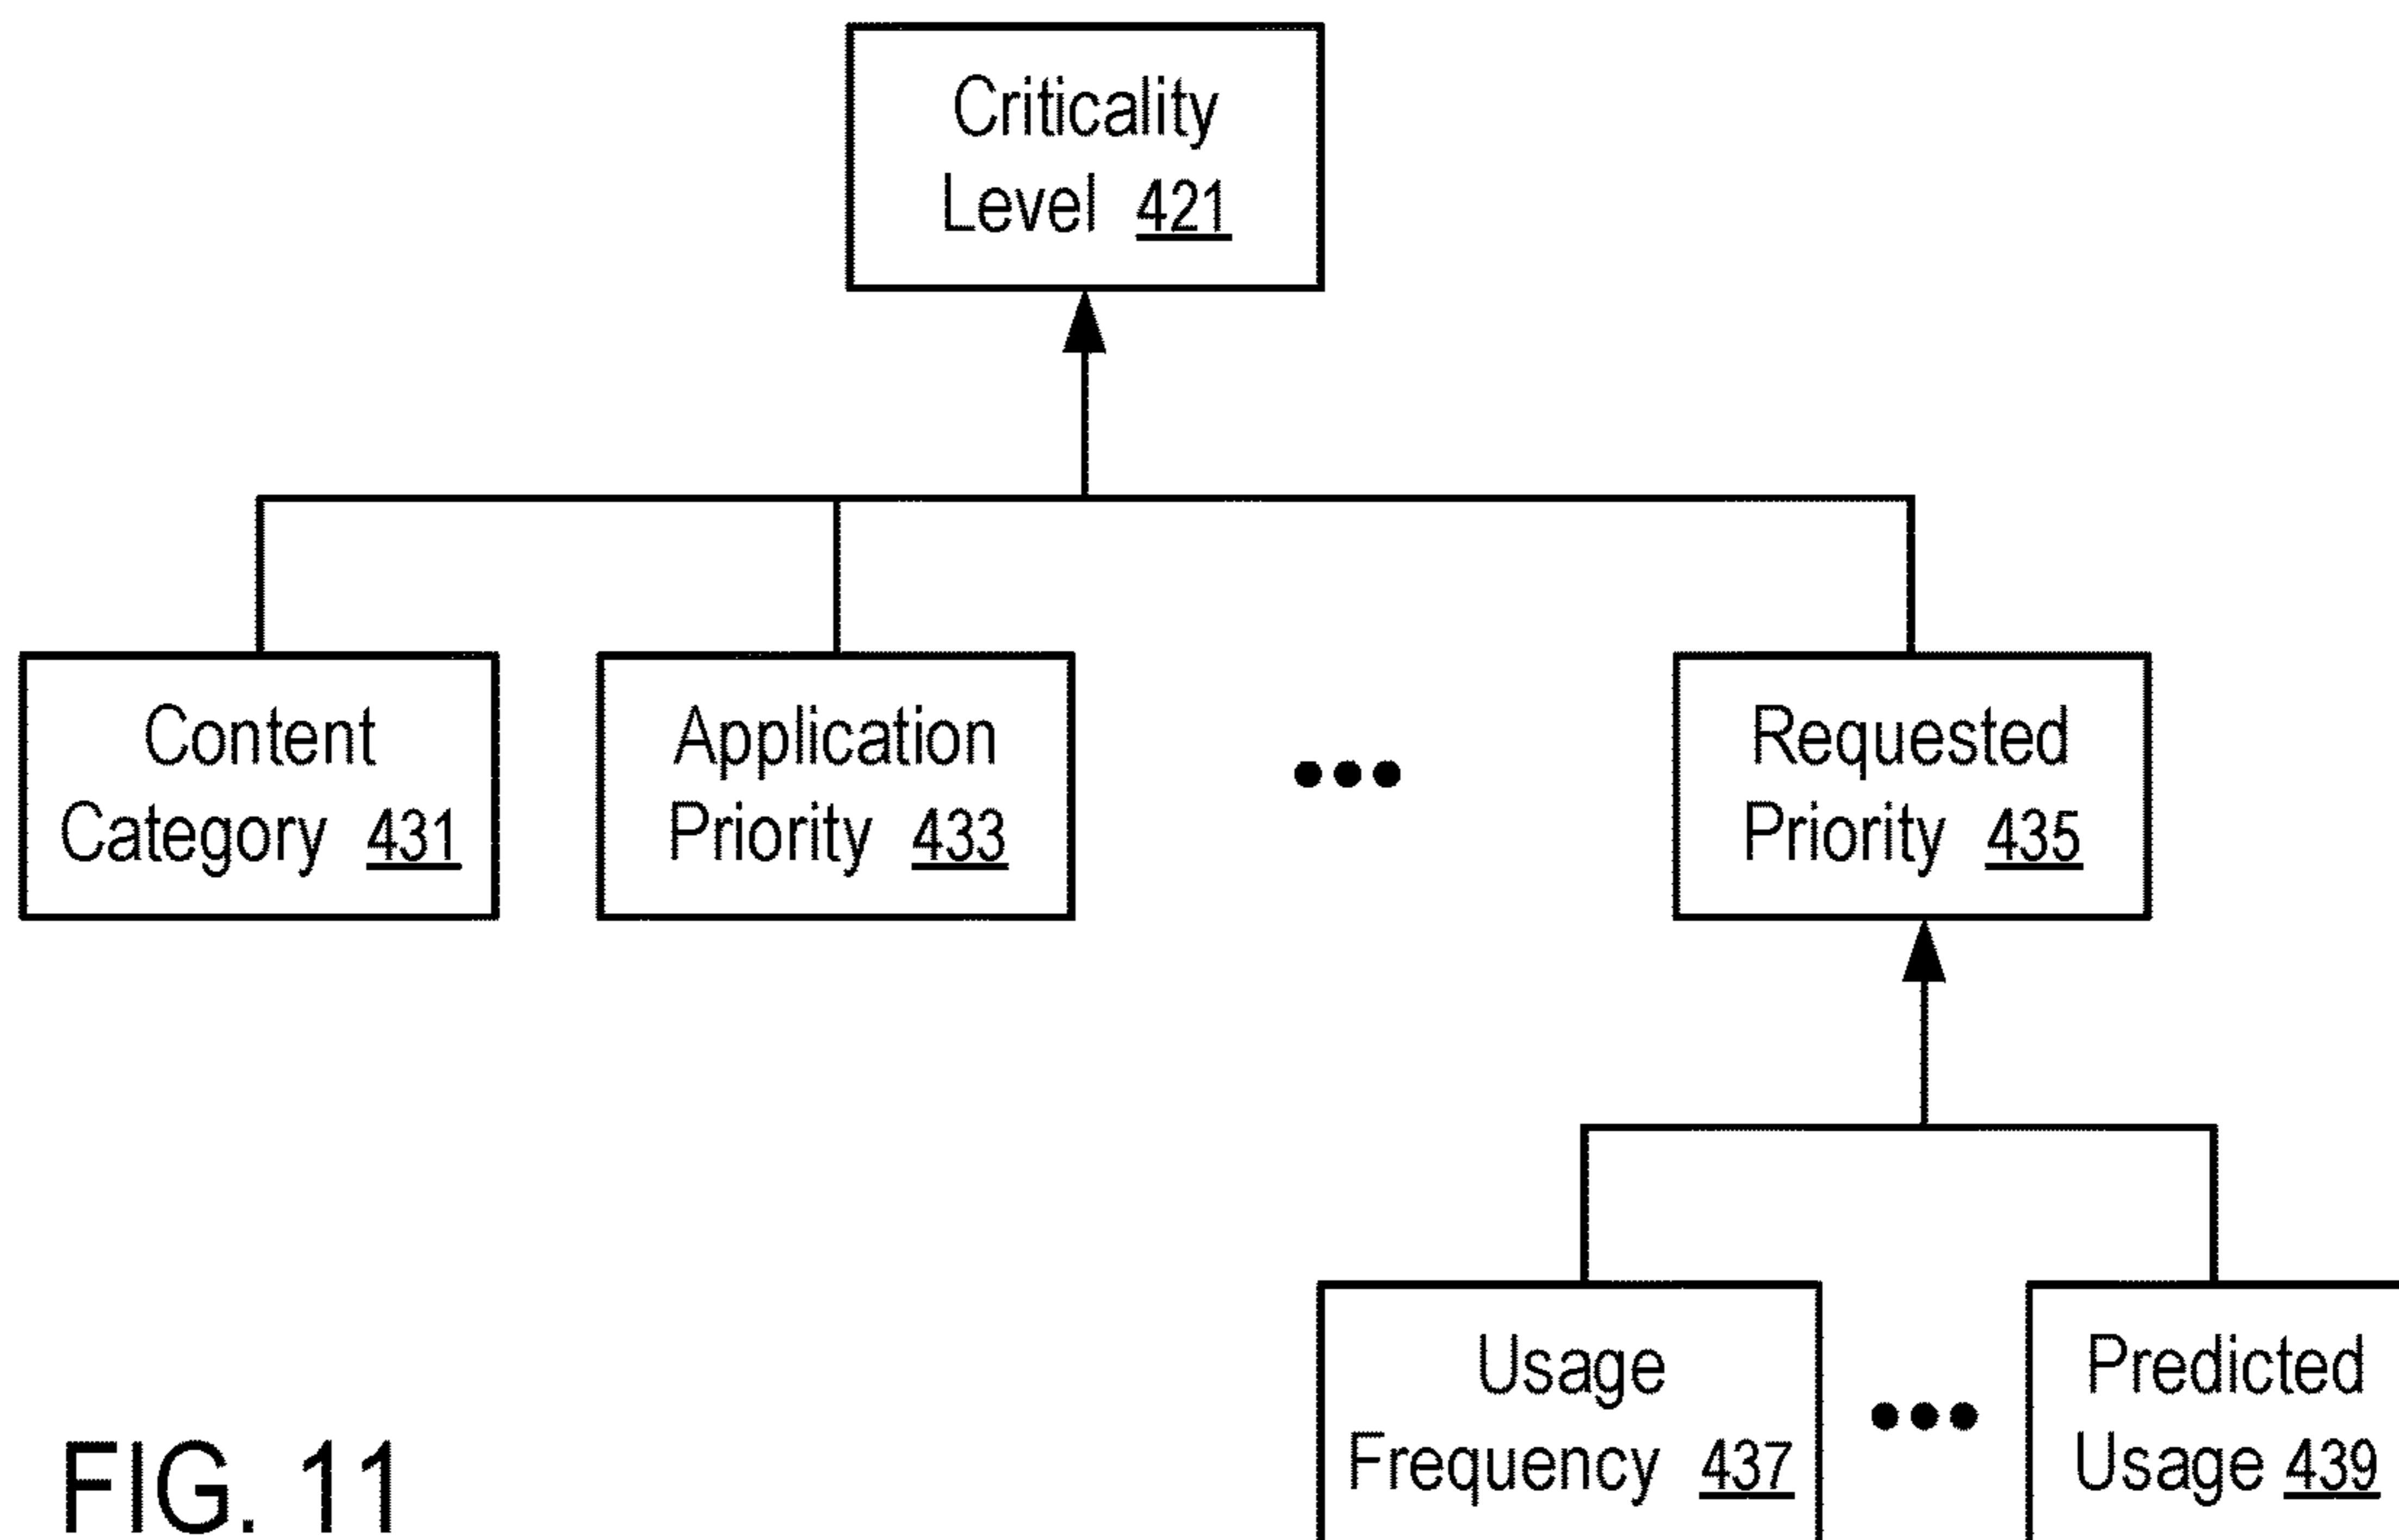 Criticality
Level 421
Content
Category 431
Application
Priority 433
Requested
Priority 435
Usage
Frequency 437
Predicted
Usage 439
FIG. 11